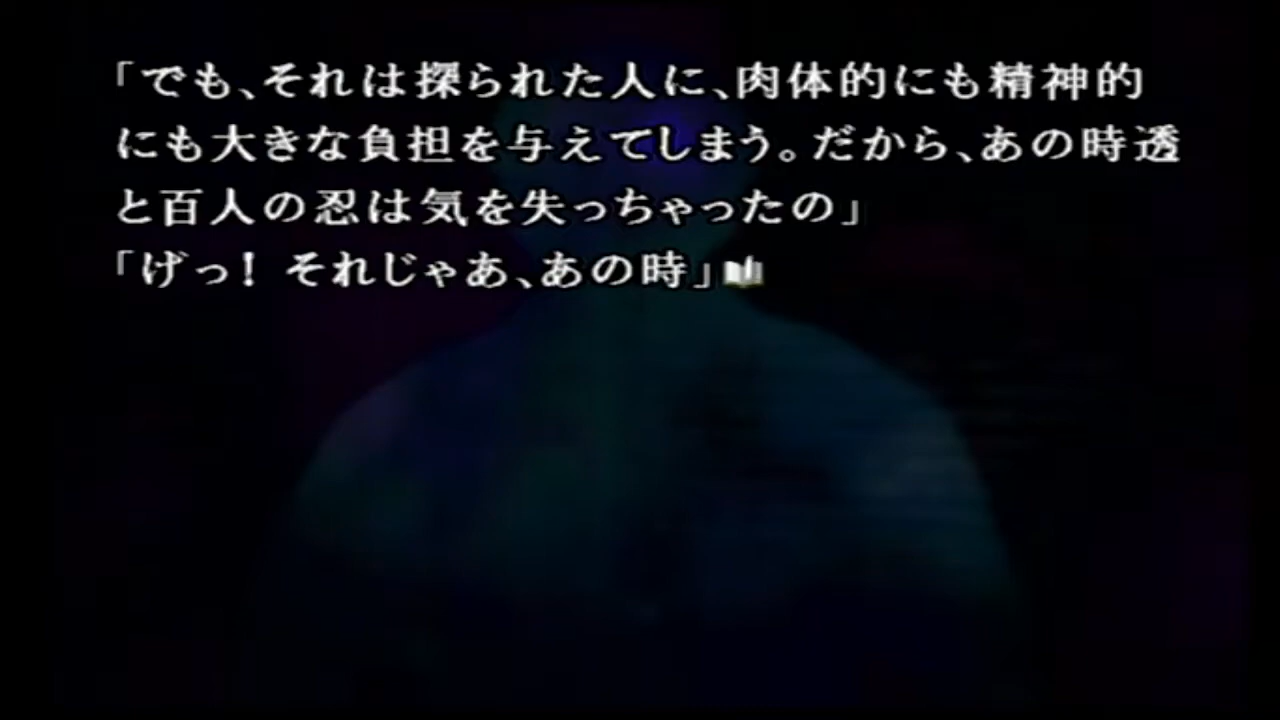 「でも、それは探られた人に、肉体的にも精神的
にも大きな負担を与えてしまう。だから、あの時透
と百人の忍は気を失っちゃったの」
「げっ！ それじゃあ、あの時」